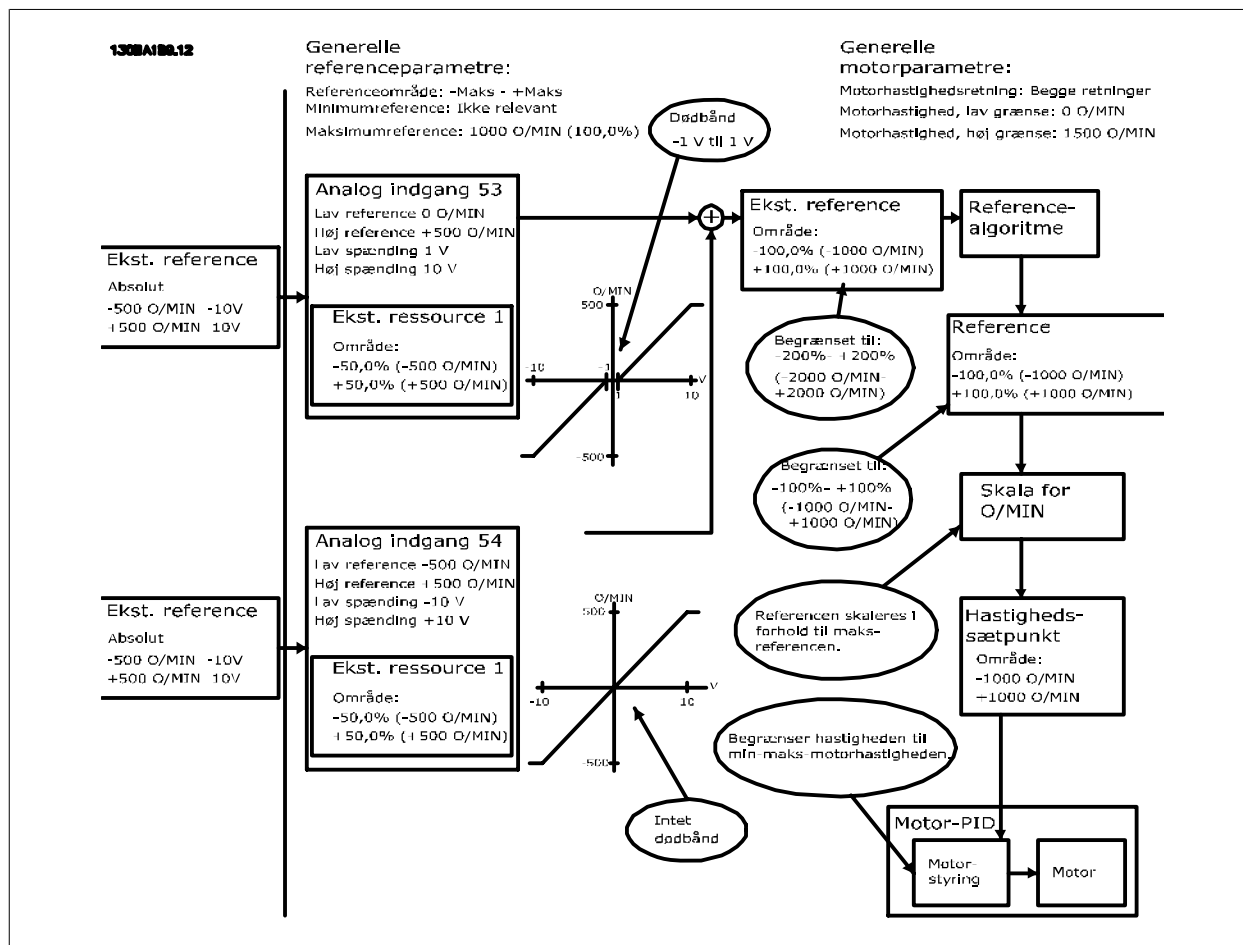 130BA189.12
Generelle
referenceparametre:
Referenceområde: -Maks - +Maks
Minimumreference: Ikke relevant
Maksimumreference: 1000 O/MIN (100,0%)
Generelle
motorparametre:
Motorhastighedsretning: Begge retninger
Motorhastighed, lav grænse: 0 O/MIN
Motorhastighed, høj grænse: 1500 O/MIN
Dødbånd
-1 V til 1 V
Ekst. reference
Absolut
-500 O/MIN -10V
+500 O/MIN 10V
Analog indgang 53
Lav reference 0 O/MIN
Høj reference +500 O/MIN
Lav spænding 1 V
Høj spænding 10 V
Ekst. ressource 1
Område:
-50,0% (-500 O/MIN)
+50,0% (+500 O/MIN)
O/MIN
500
-10
-1
V
1
10
-500
+
Ekst. reference
Område:
-100,0% (-1000 O/MIN)
+100,0% (+1000 O/MIN)
Reference-
algoritme
Begrænset til:
-200%- +200%
(-2000 O/MIN-
+2000 O/MIN)
Reference
Område:
-100,0% (-1000 O/MIN)
+100,0% (+1000 O/MIN)
Begrænset til:
-100%- +100%
(-1000 O/MIN-
+1000 O/MIN)
Skala for
O/MIN
Ekst. reference
Absolut
-500 O/MIN -10V
+500 O/MIN 10V
Analog indgang 54
Lav reference -500 O/MIN
Høj reference +500 O/MIN
Lav spænding -10 V
Høj spænding +10 V
Ekst. ressource 1
Område:
-50,0% (-500 O/MIN)
+50,0% (+500 O/MIN)
O/MIN
500
-10
10
V
-500
Intet
dødbånd
Referencen skaleres i
forhold til maks-
referencen.
Hastigheds-
sætpunkt
Område:
-1000 O/MIN
+1000 O/MIN
Begrænser hastigheden til
min-maks-motorhastigheden.
Motor-PID
Motor-
styring
Motor